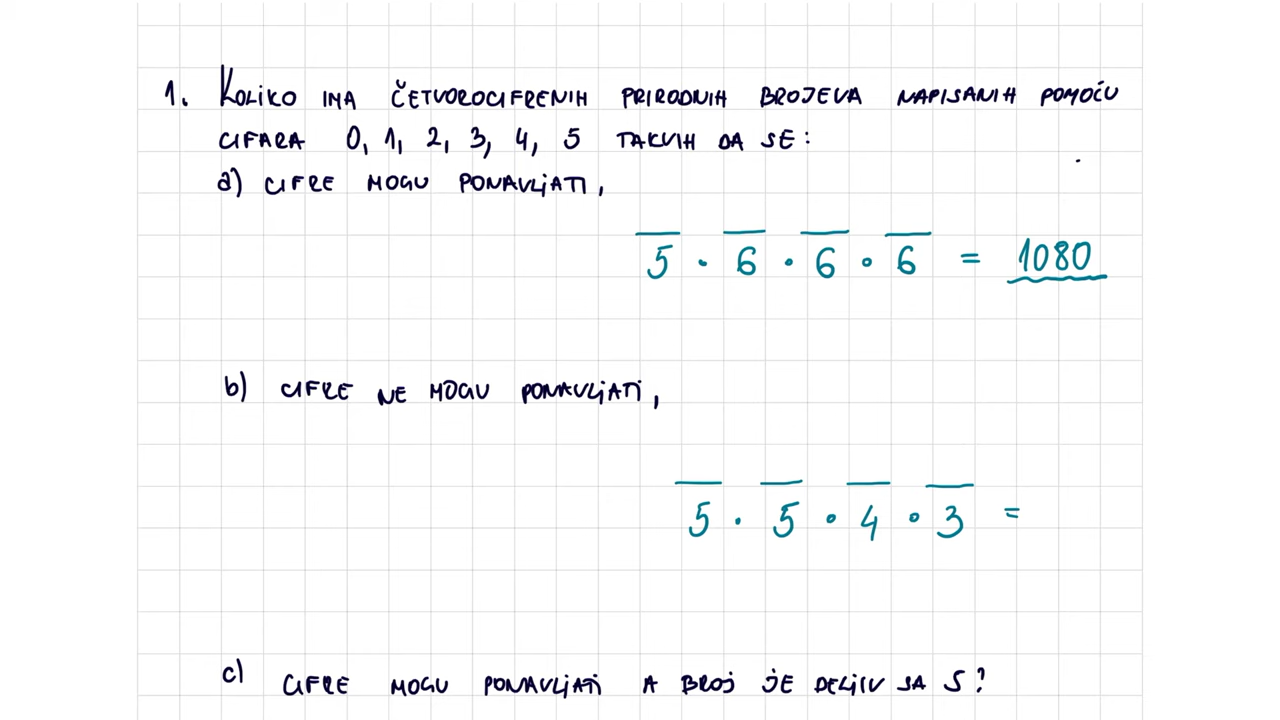 1. KOLIKO IMA ČETVOROCIFRENIH PRIRODNIH BROJEVA NAPISANIH POMOĆU
CIFARA 0, 1, 2, 3, 4, 5 TAKVIH DA SE:
a) CIFRE MOGU PONAVLJATI,
5 · 6 · 6 · 6 = 1080
b) CIFRE NE MOGU PONAVLJATI,
5 · 5 · 4 · 3 =
c) CIFRE MOGU PONAVLJATI A BROJ JE DELJIV SA 5?